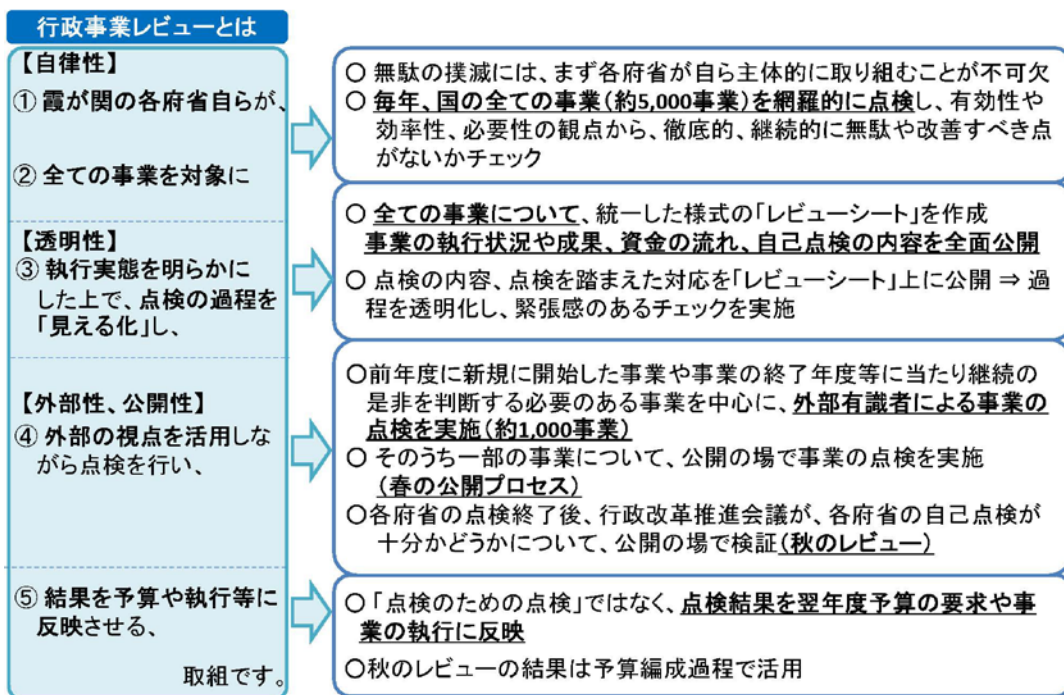 行政事業レビューとは
【自律性】
① 霞が関の各府省自らが、
② 全ての事業を対象に
○ 無駄の撲滅には、まず各府省が自ら主体的に取り組むことが不可欠
○ 毎年、国の全ての事業(約5,000事業)を網羅的に点検し、有効性や
効率性、必要性の観点から、徹底的、継続的に無駄や改善すべき点
がないかチェック
【透明性】
③ 執行実態を明らかに
した上で、点検の過程を
「見える化」し、
○ 全ての事業について、統一した様式の「レビューシート」を作成
事業の執行状況や成果、資金の流れ、自己点検の内容を全面公開
○ 点検の内容、点検を踏まえた対応を「レビューシート」上に公開 ⇒ 過
程を透明化し、緊張感のあるチェックを実施
【外部性、公開性】
④ 外部の視点を活用しな
がら点検を行い、
○前年度に新規に開始した事業や事業の終了年度等に当たり継続の
是非を判断する必要のある事業を中心に、外部有識者による事業の
点検を実施(約1,000事業)
○ そのうち一部の事業について、公開の場で事業の点検を実施
(春の公開プロセス)
○各府省の点検終了後、行政改革推進会議が、各府省の自己点検が
十分かどうかについて、公開の場で検証(秋のレビュー)
⑤ 結果を予算や執行等に
反映させる、
取組です。
○「点検のための点検」ではなく、点検結果を翌年度予算の要求や事
業の執行に反映
○秋のレビューの結果は予算編成過程で活用